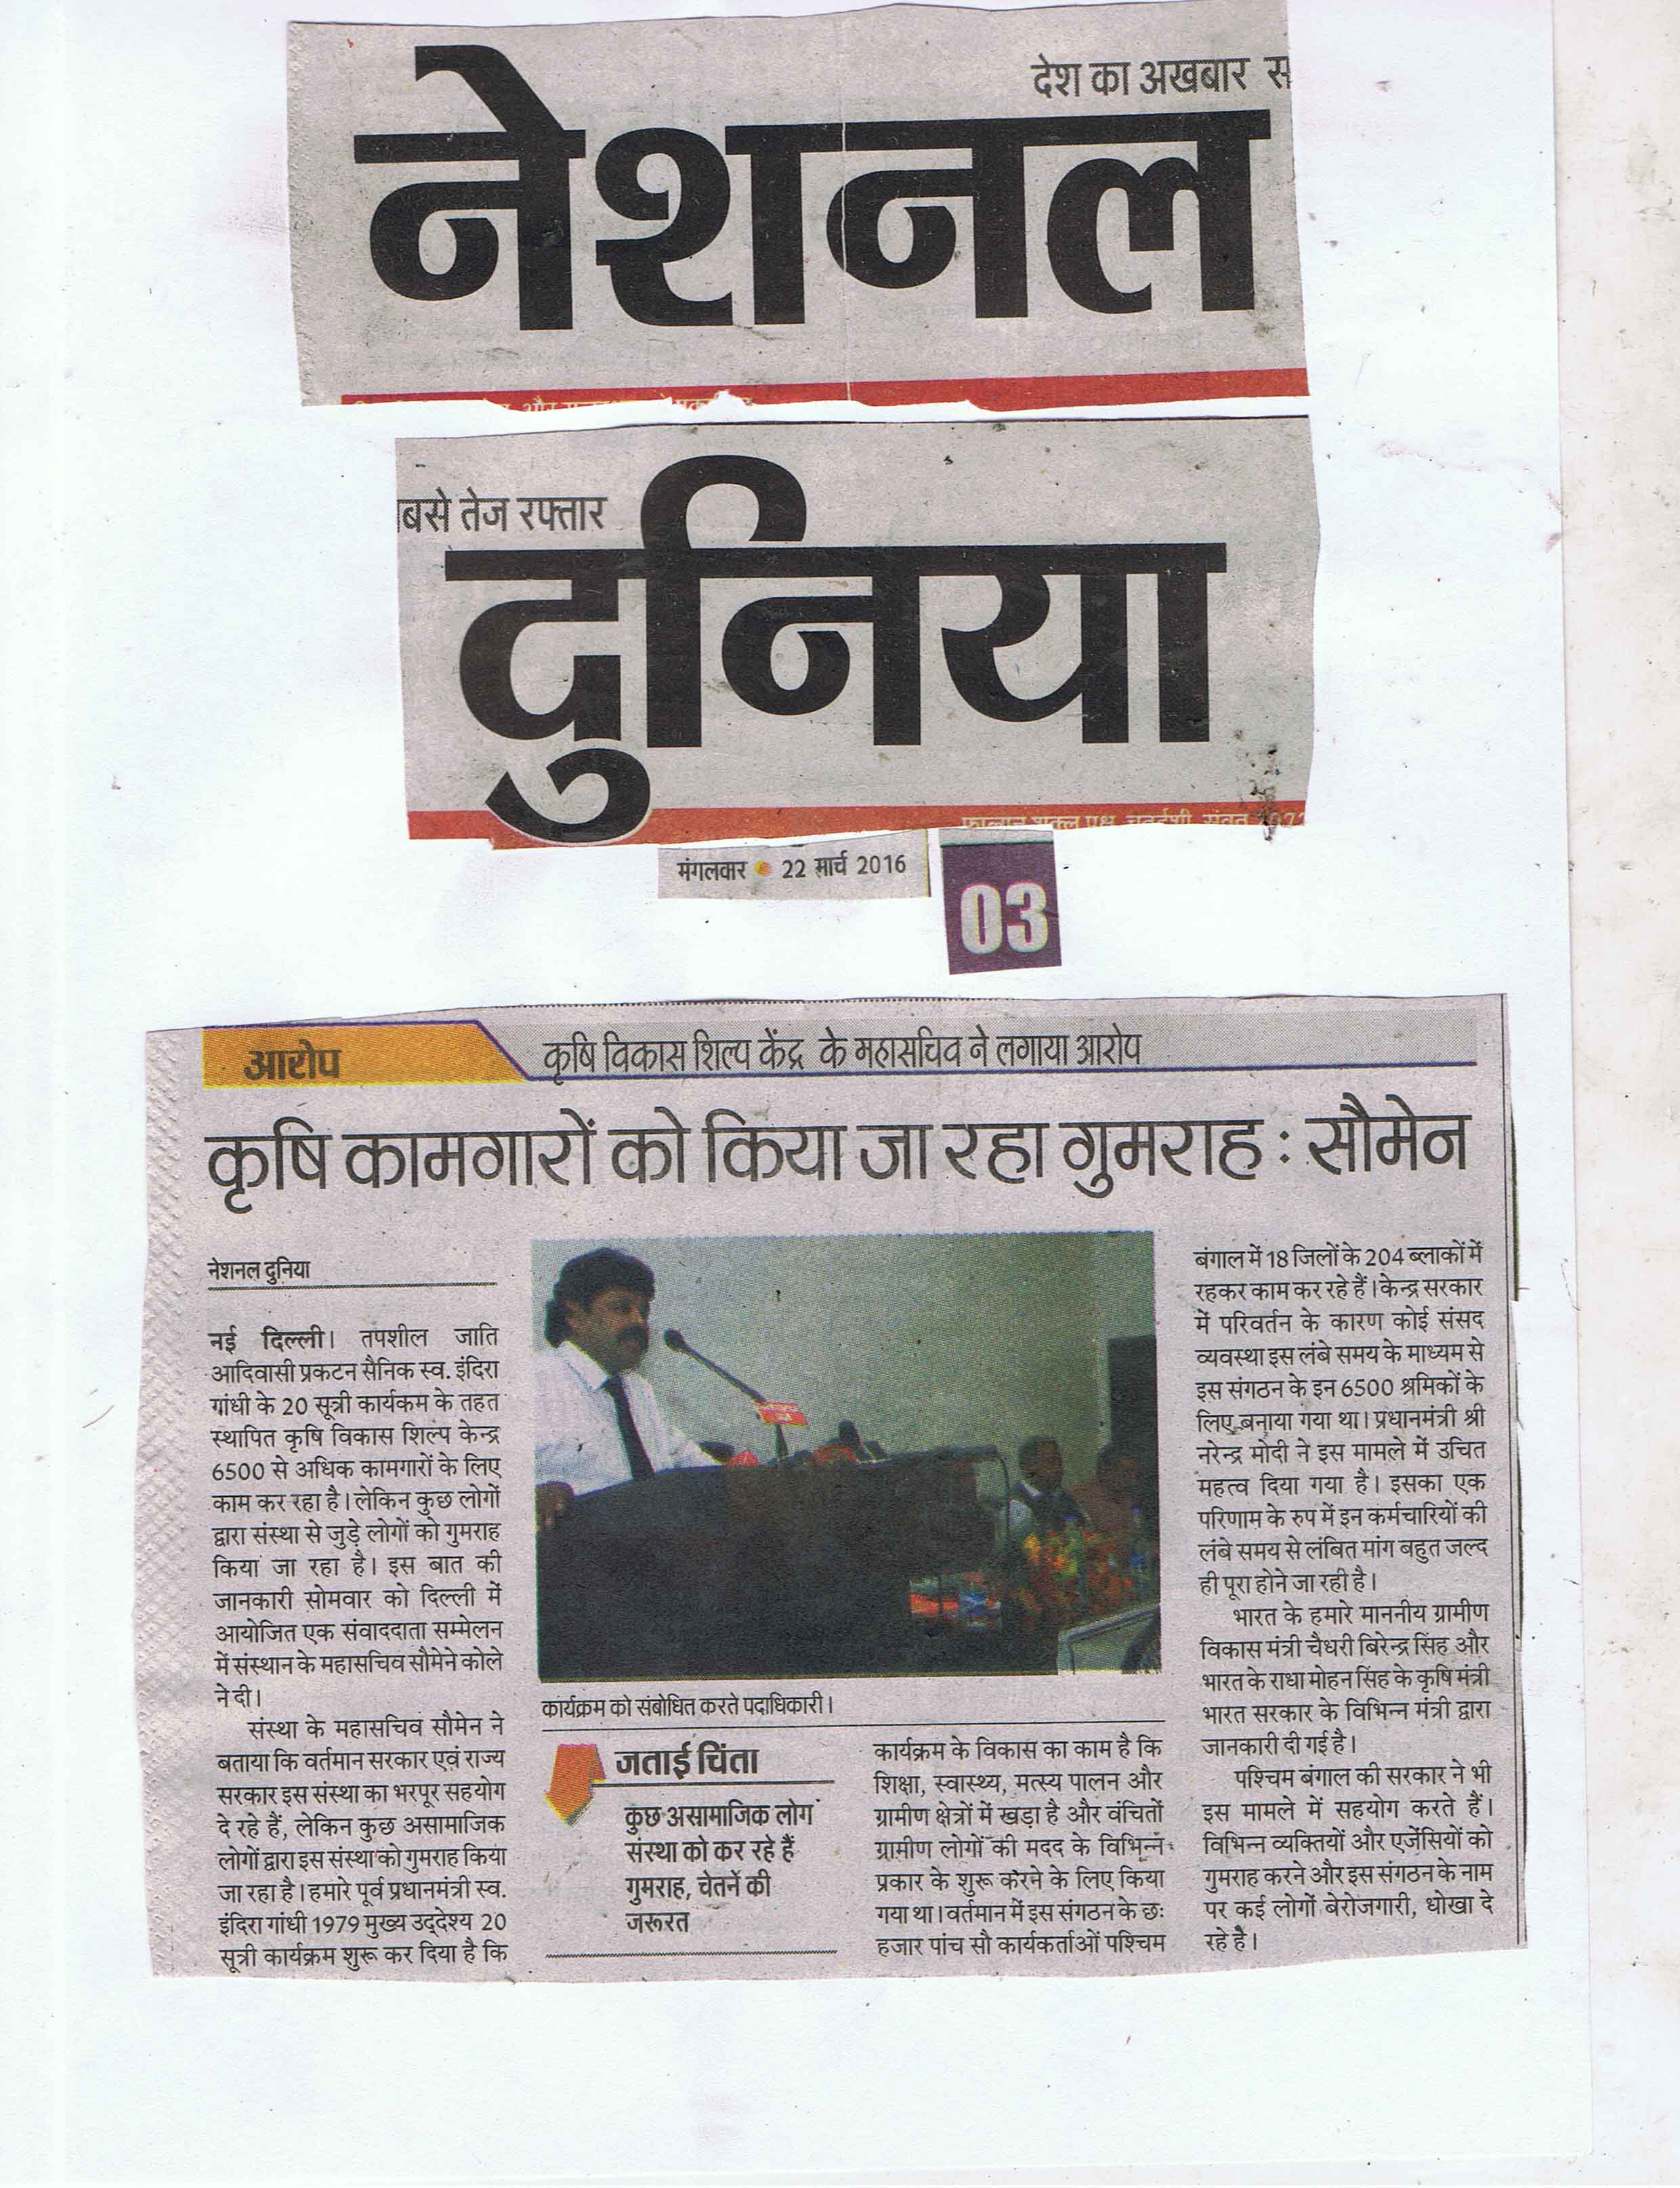 देश का अखबार स
नेशनल
बसे तेज रफ्तार
दुनिया
फाल्गुन शुक्ल पक्ष, चतुर्दशी, संवत
मंगलवार • 22 मार्च 2016
03
आरोप
कृषि विकास शिल्प केंद्र के महासचिव ने लगाया आरोप
कृषि कामगारों को किया जा रहा गुमराह : सौमेन
नेशनल दुनिया
नई दिल्ली। तपशील जाति
आदिवासी प्रकटन सैनिक स्व. इंदिरा
गांधी के 20 सूत्री कार्यकम के तहत
स्थापित कृषि विकास शिल्प केन्द्र
6500 से अधिक कामगारों के लिए
काम कर रहा है। लेकिन कुछ लोगों
द्वारा संस्था से जुड़े लोगों को गुमराह
किया जा रहा है। इस बात की
जानकारी सोमवार को दिल्ली में
आयोजित एक संवाददाता सम्मेलन
में संस्थान के महासचिव सौमेने कोले
ने दी।
संस्था के महासचिव सौमेन ने
बताया कि वर्तमान सरकार एवं राज्य
सरकार इस संस्था का भरपूर सहयोग
दे रहे हैं, लेकिन कुछ असामाजिक
लोगों द्वारा इस संस्था को गुमराह किया
जा रहा है। हमारे पूर्व प्रधानमंत्री स्व.
इंदिरा गांधी 1979 मुख्य उद्देश्य 20
सूत्री कार्यक्रम शुरू कर दिया है कि
कार्यक्रम को संबोधित करते पदाधिकारी।
जताई चिंता
कुछ असामाजिक लोग
संस्था को कर रहे हैं
गुमराह, चेतने की
जरूरत
कार्यक्रम के विकास का काम है कि
शिक्षा, स्वास्थ्य, मत्स्य पालन और
ग्रामीण क्षेत्रों में खड़ा है और वंचितों
ग्रामीण लोगों की मदद के विभिन्न
प्रकार के शुरू करने के लिए किया
गया था। वर्तमान में इस संगठन के छः
हजार पांच सौ कार्यकर्ताओं पश्चिम
बंगाल में 18 जिलों के 204 ब्लाकों में
रहकर काम कर रहे हैं। केन्द्र सरकार
में परिवर्तन के कारण कोई संसद
व्यवस्था इस लंबे समय के माध्यम से
इस संगठन के इन 6500 श्रमिकों के
लिए बनाया गया था। प्रधानमंत्री श्री
नरेन्द्र मोदी ने इस मामले में उचित
महत्व दिया गया है। इसका एक
परिणाम के रुप में इन कर्मचारियों की
लंबे समय से लंबित मांग बहुत जल्द
ही पूरा होने जा रही है।
भारत के हमारे माननीय ग्रामीण
विकास मंत्री चैधरी बिरेन्द्र सिंह और
भारत के राधा मोहन सिंह के कृषि मंत्री
भारत सरकार के विभिन्न मंत्री द्वारा
जानकारी दी गई है।
पश्चिम बंगाल की सरकार ने भी
इस मामले में सहयोग करते हैं।
विभिन्न व्यक्तियों और एजेंसियों को
गुमराह करने और इस संगठन के नाम
पर कई लोगों बेरोजगारी, धोखा दे
रहे है।